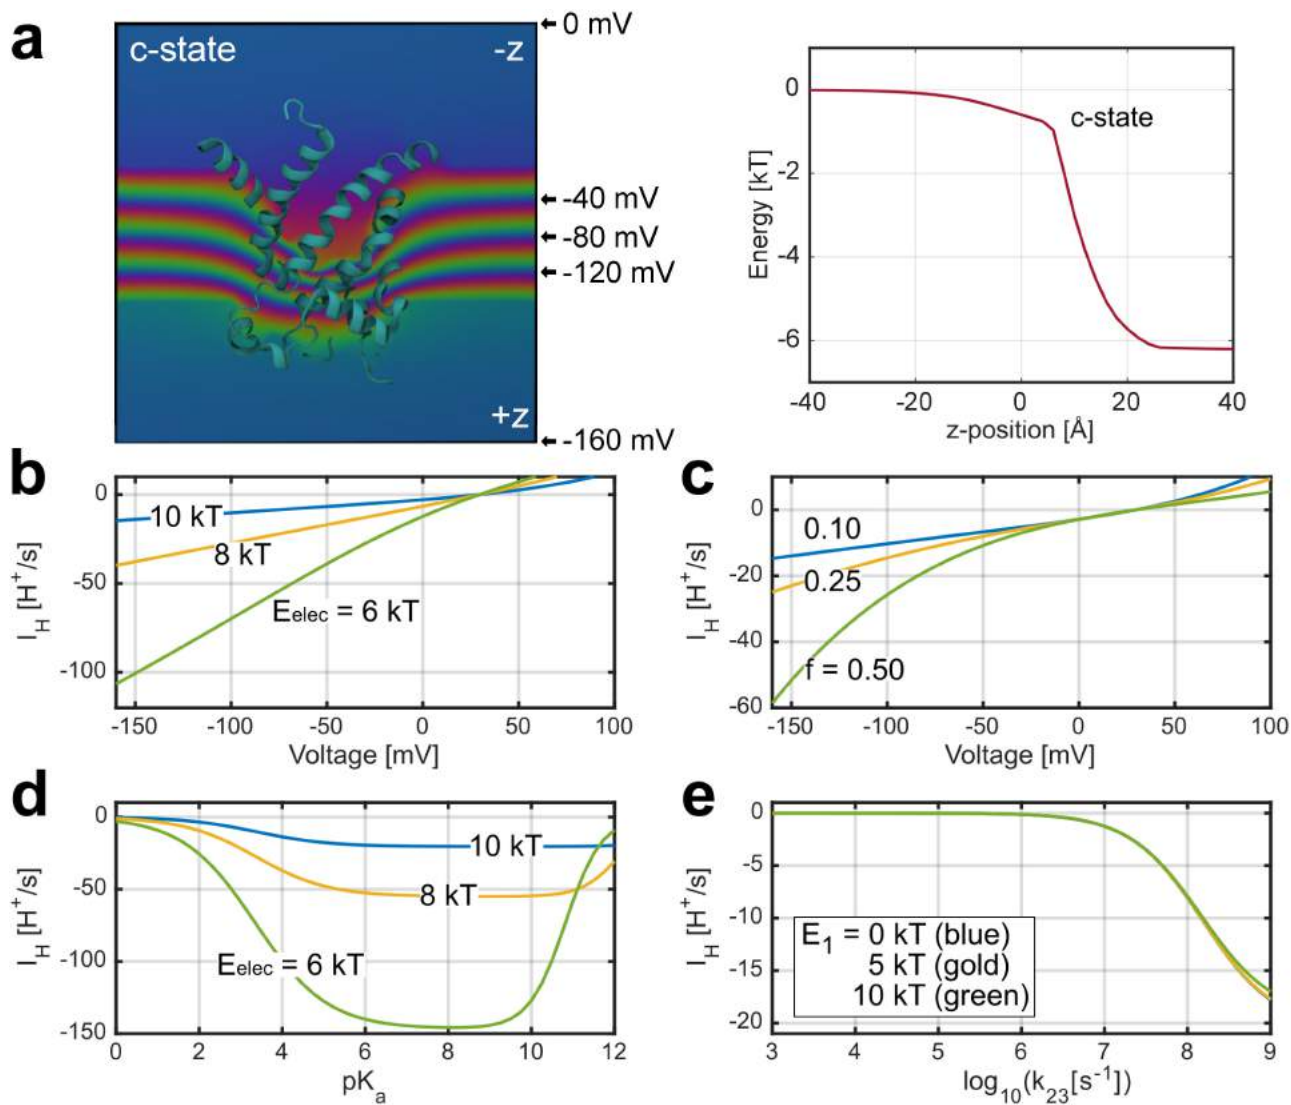 a
c-state
-z
0 mV
-40 mV
-80 mV
-120 mV
+z
-160 mV
Energy [kT]
0
-2
-4
-6
c-state
-40
-20
0
20
40
z-position [Å]
b
I_H [H⁺/s]
0
-50
-100
10 kT
8 kT
E_elec = 6 kT
-150
-100
-50
0
50
100
Voltage [mV]
c
I_H [H⁺/s]
0
-20
-40
-60
0.10
0.25
f = 0.50
-150
-100
-50
0
50
100
Voltage [mV]
d
I_H [H⁺/s]
0
-50
-100
-150
10 kT
8 kT
E_elec = 6 kT
0
2
4
6
8
10
12
pK_a
e
I_H [H⁺/s]
0
-5
-10
-15
-20
E_1 = 0 kT (blue)
5 kT (gold)
10 kT (green)
3
4
5
6
7
8
9
log_10(k_23[s⁻¹])